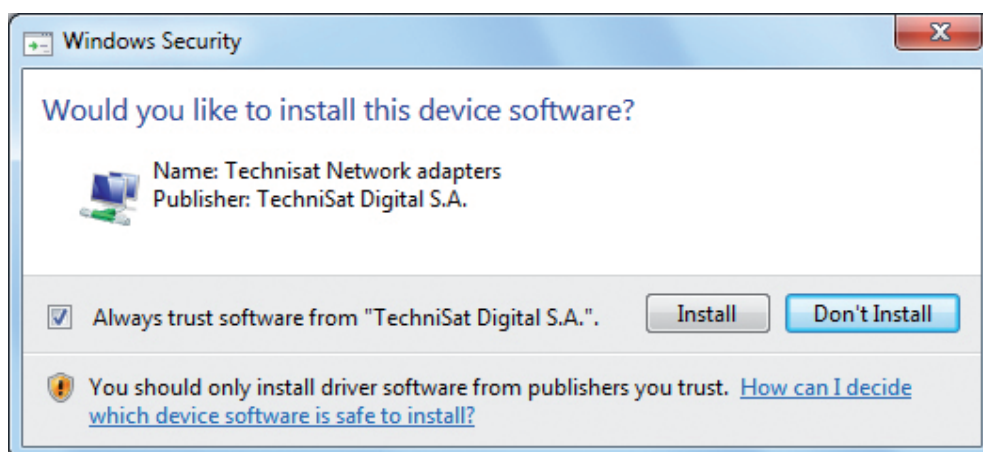 Windows Security
Would you like to install this device software?
Name: Technisat Network adapters
Publisher: TechniSat Digital S.A.
Always trust software from "TechniSat Digital S.A.".
Install
Don't Install
You should only install driver software from publishers you trust. How can I decide
which device software is safe to install?